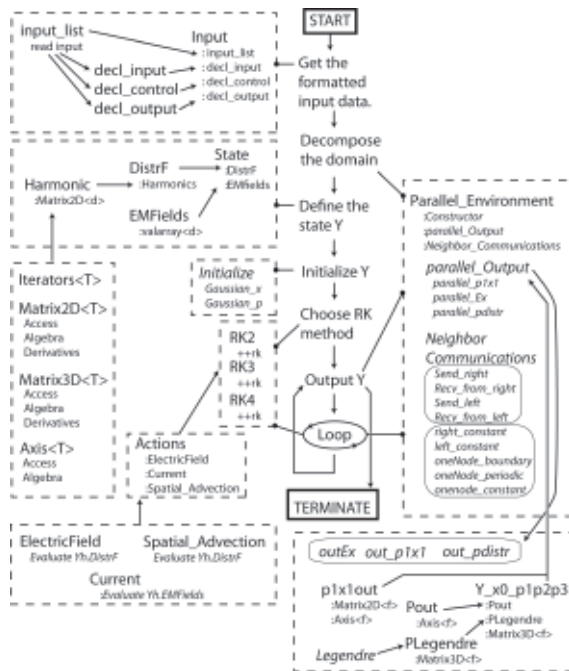 START
input_list
read input
Input
:input_list
:decl_input
:decl_control
:decl_output
decl_input
decl_control
decl_output
Get the
formatted
input data.
Decompose
the domain
Define the
state Y
Initialize Y
Choose RK
method
Output Y
Loop
TERMINATE
State
:DistrF
:EMfields
DistrF
:Harmonics
Harmonic
:Matrix2D<d>
EMFields
:valarray<d>
Iterators<T>
Matrix2D<T>
Access
Algebra
Derivatives
Matrix3D<T>
Access
Algebra
Derivatives
Axis<T>
Access
Algebra
Initialize
Gaussian_x
Gaussian_p
RK2
++rk
RK3
++rk
RK4
++rk
Actions
:ElectricField
:Current
:Spatial_Advection
ElectricField
Evaluate Yh.DistrF
Spatial_Advection
Evaluate Yh.DistrF
Current
:Evaluate Yh.EMFields
Parallel_Environment
:Constructor
:parallel_Output
:Neighbor_Communications
parallel_Output
parallel_p1x1
parallel_Ex
parallel_pdistr
Neighbor
Communications
Send_right
Recv_from_right
Send_left
Recv_from_left
right_constant
left_constant
oneNode_boundary
oneNode_periodic
onenode_constant
outEx out_p1x1 out_pdistr
p1x1out
:Matrix2D<f>
:Axis<f>
Pout
:Axis<f>
Y_x0_p1p2p3
:Pout
:PLegendre
:Matrix3D<f>
Legendre
PLegendre
:Matrix3D<f>